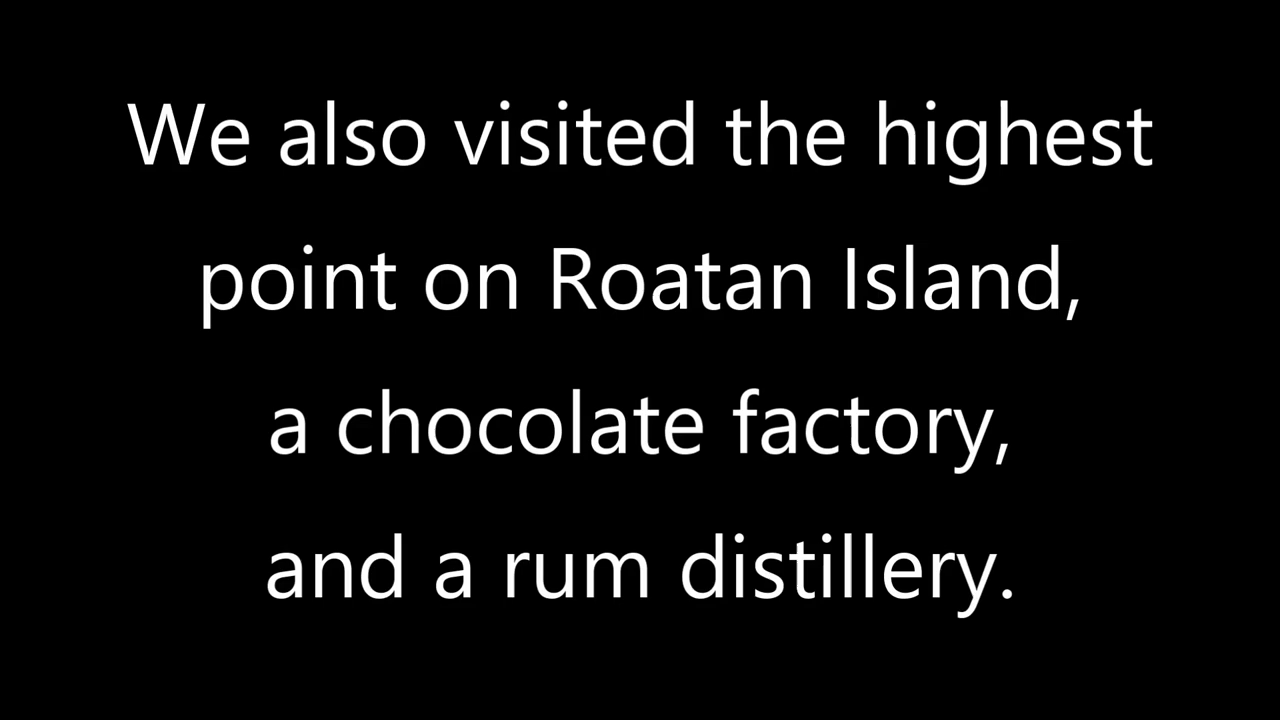 We also visited the highest
point on Roatan Island,
a chocolate factory,
and a rum distillery.